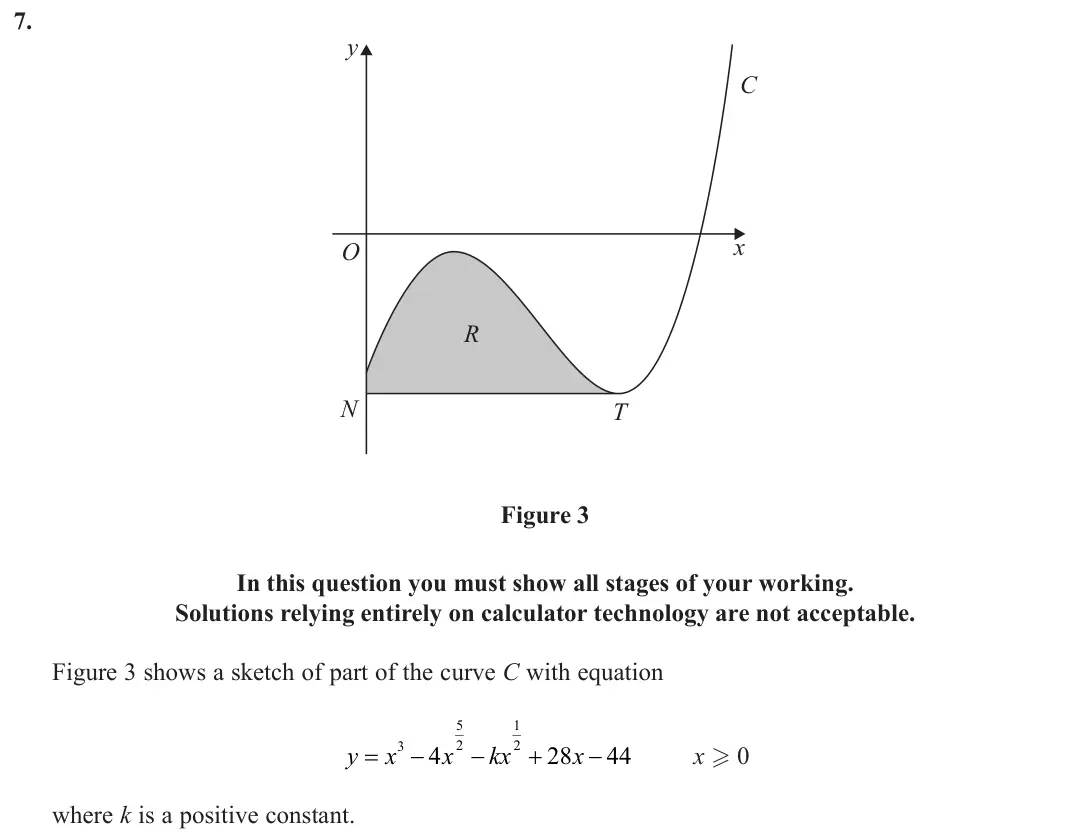 7.
y
C
O
x
R
N
T
Figure 3
In this question you must show all stages of your working.
Solutions relying entirely on calculator technology are not acceptable.
Figure 3 shows a sketch of part of the curve C with equation
y = x³ − 4x^{5/2} − kx^{1/2} + 28x − 44 x ⩾ 0
where k is a positive constant.